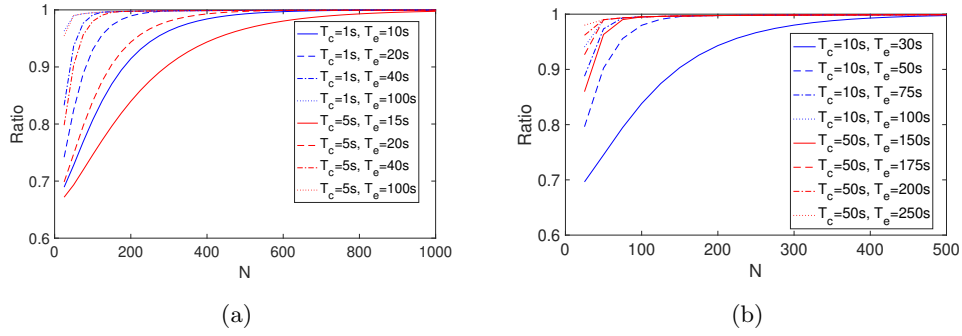 1
0.9
0.8
0.7
0.6
Ratio
0 200 400 600 800 1000
N
T_c=1s, T_e=10s
T_c=1s, T_e=20s
T_c=1s, T_e=40s
T_c=1s, T_e=100s
T_c=5s, T_e=15s
T_c=5s, T_e=20s
T_c=5s, T_e=40s
T_c=5s, T_e=100s
(a)
1
0.9
0.8
0.7
0.6
Ratio
0 100 200 300 400 500
N
T_c=10s, T_e=30s
T_c=10s, T_e=50s
T_c=10s, T_e=75s
T_c=10s, T_e=100s
T_c=50s, T_e=150s
T_c=50s, T_e=175s
T_c=50s, T_e=200s
T_c=50s, T_e=250s
(b)